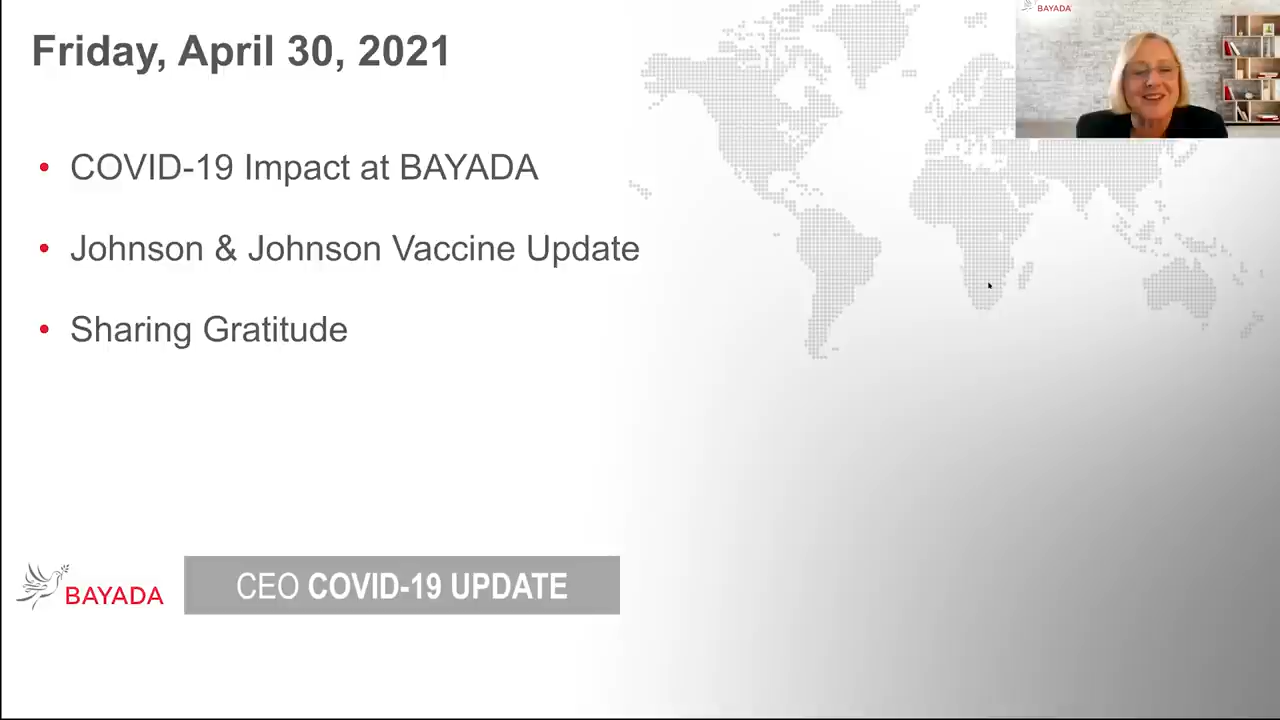 Friday, April 30, 2021
BAYADA
• COVID-19 Impact at BAYADA
• Johnson & Johnson Vaccine Update
• Sharing Gratitude
BAYADA
CEO COVID-19 UPDATE